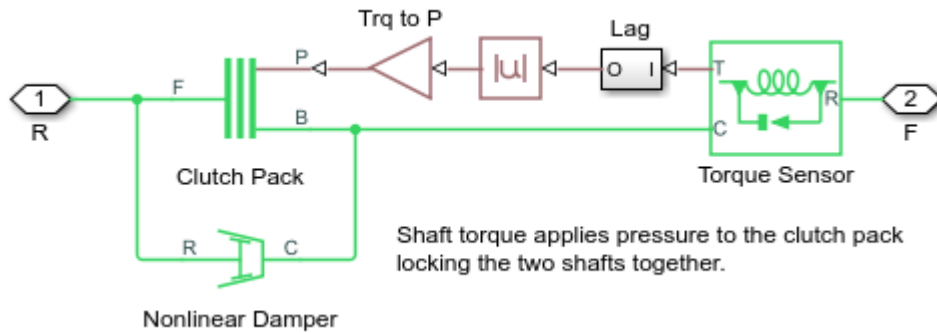 Trq to P
Lag
P
|u|
O I
T
1
F
R
2
R
B
C
F
Clutch Pack
Torque Sensor
R C
Shaft torque applies pressure to the clutch pack
locking the two shafts together.
Nonlinear Damper